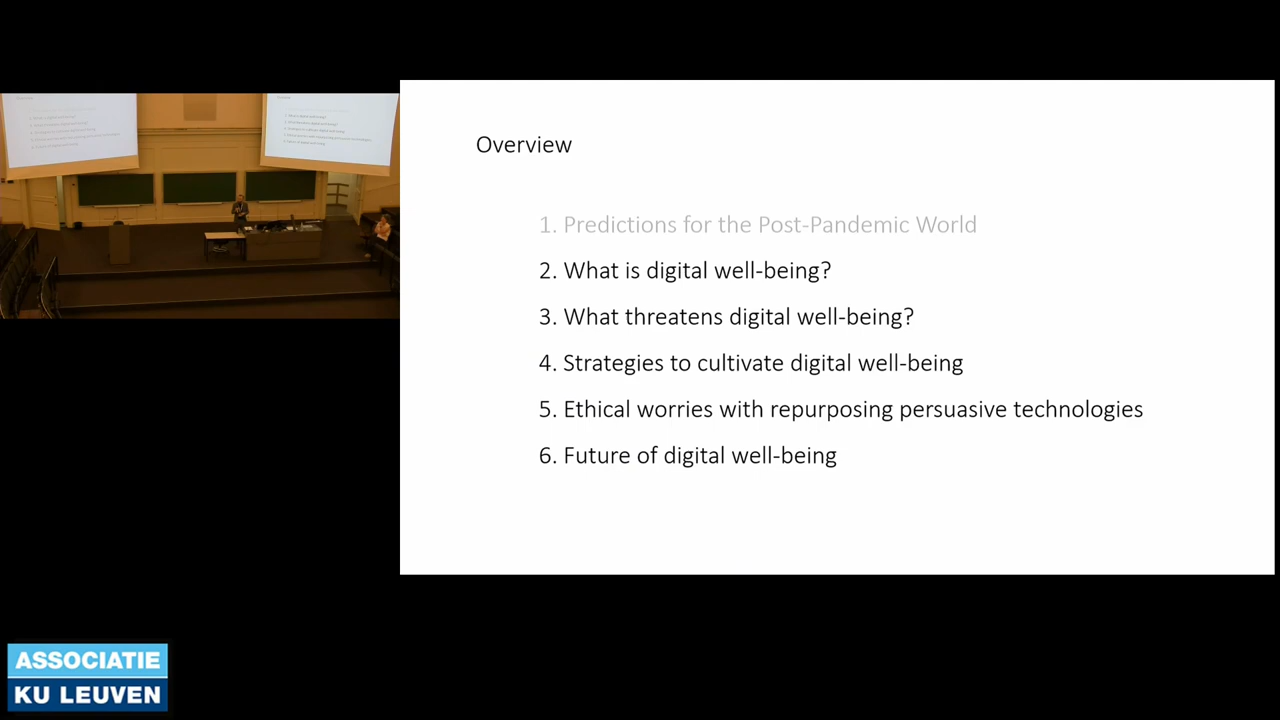 Overview
1. Predictions for the Post-Pandemic World
2. What is digital well-being?
3. What threatens digital well-being?
4. Strategies to cultivate digital well-being
5. Ethical worries with repurposing persuasive technologies
6. Future of digital well-being
ASSOCIATIE
KU LEUVEN